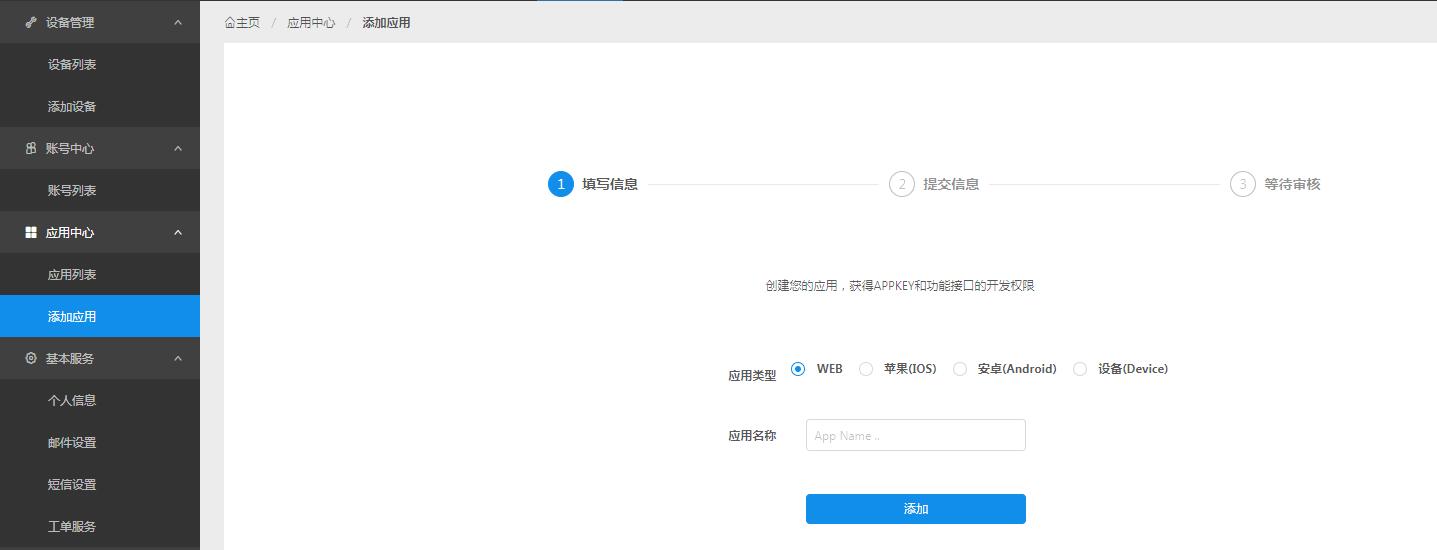 设备管理
设备列表
添加设备
账号中心
账号列表
应用中心
应用列表
添加应用
基本服务
个人信息
邮件设置
短信设置
工单服务
主页 / 应用中心 / 添加应用
1 填写信息 2 提交信息 3 等待审核
创建您的应用，获得APPKEY和功能接口的开发权限
应用类型 WEB 苹果(IOS) 安卓(Android) 设备(Device)
应用名称 App Name ..
添加